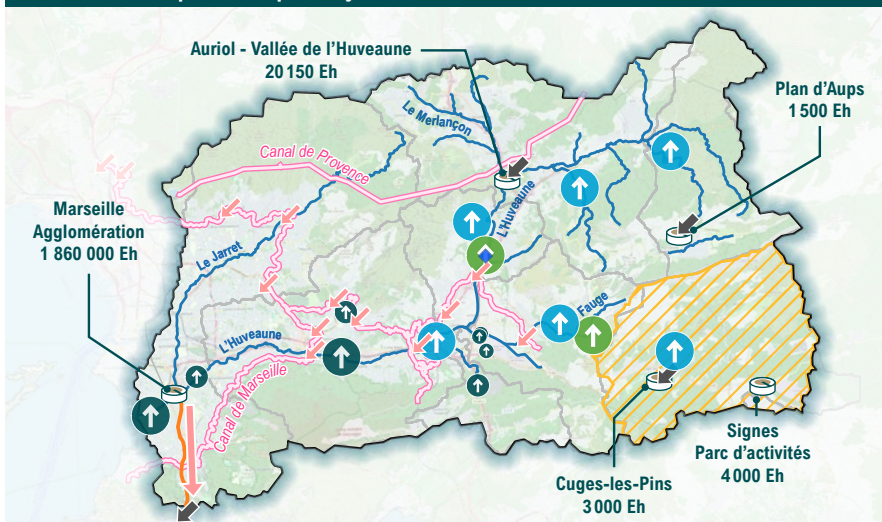 Auriol - Vallée de l'Huveaune
20 150 Eh
Plan d'Aups
1 500 Eh
Le Merlançon
Canal de Provence
Marseille
Agglomération
1 860 000 Eh
L'Huveaune
Le Jarret
Fauge
L'Huveaune
Canal de Marseille
Signes
Parc d'activités
4 000 Eh
Cuges-les-Pins
3 000 Eh